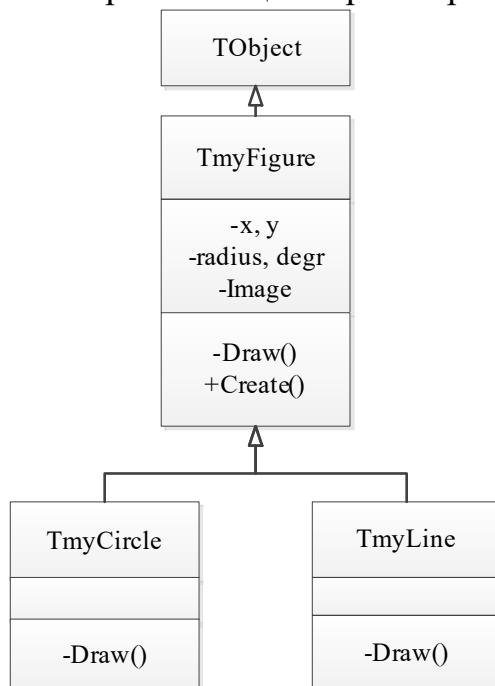 TObject
TmyFigure
-x, y
-radius, degr
-Image
-Draw()
+Create()
TmyCircle
TmyLine
-Draw()
-Draw()